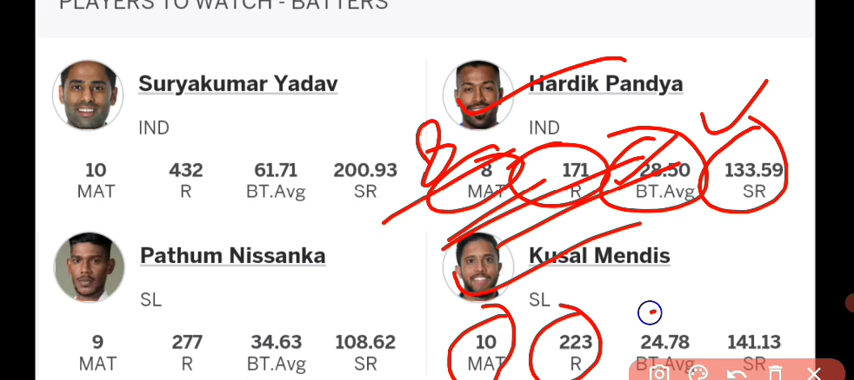 PLAYERS TO WATCH - BATTERS
Suryakumar Yadav
IND
10 432 61.71 200.93
MAT R BT.Avg SR
Hardik Pandya
IND
8 8 171 28.50 133.59
MAT R BT.Avg SR
Pathum Nissanka
SL
9 277 34.63 108.62
MAT R BT.Avg SR
Kusal Mendis
SL
10 223 24.78 141.13
MAT R BT.Avg SR